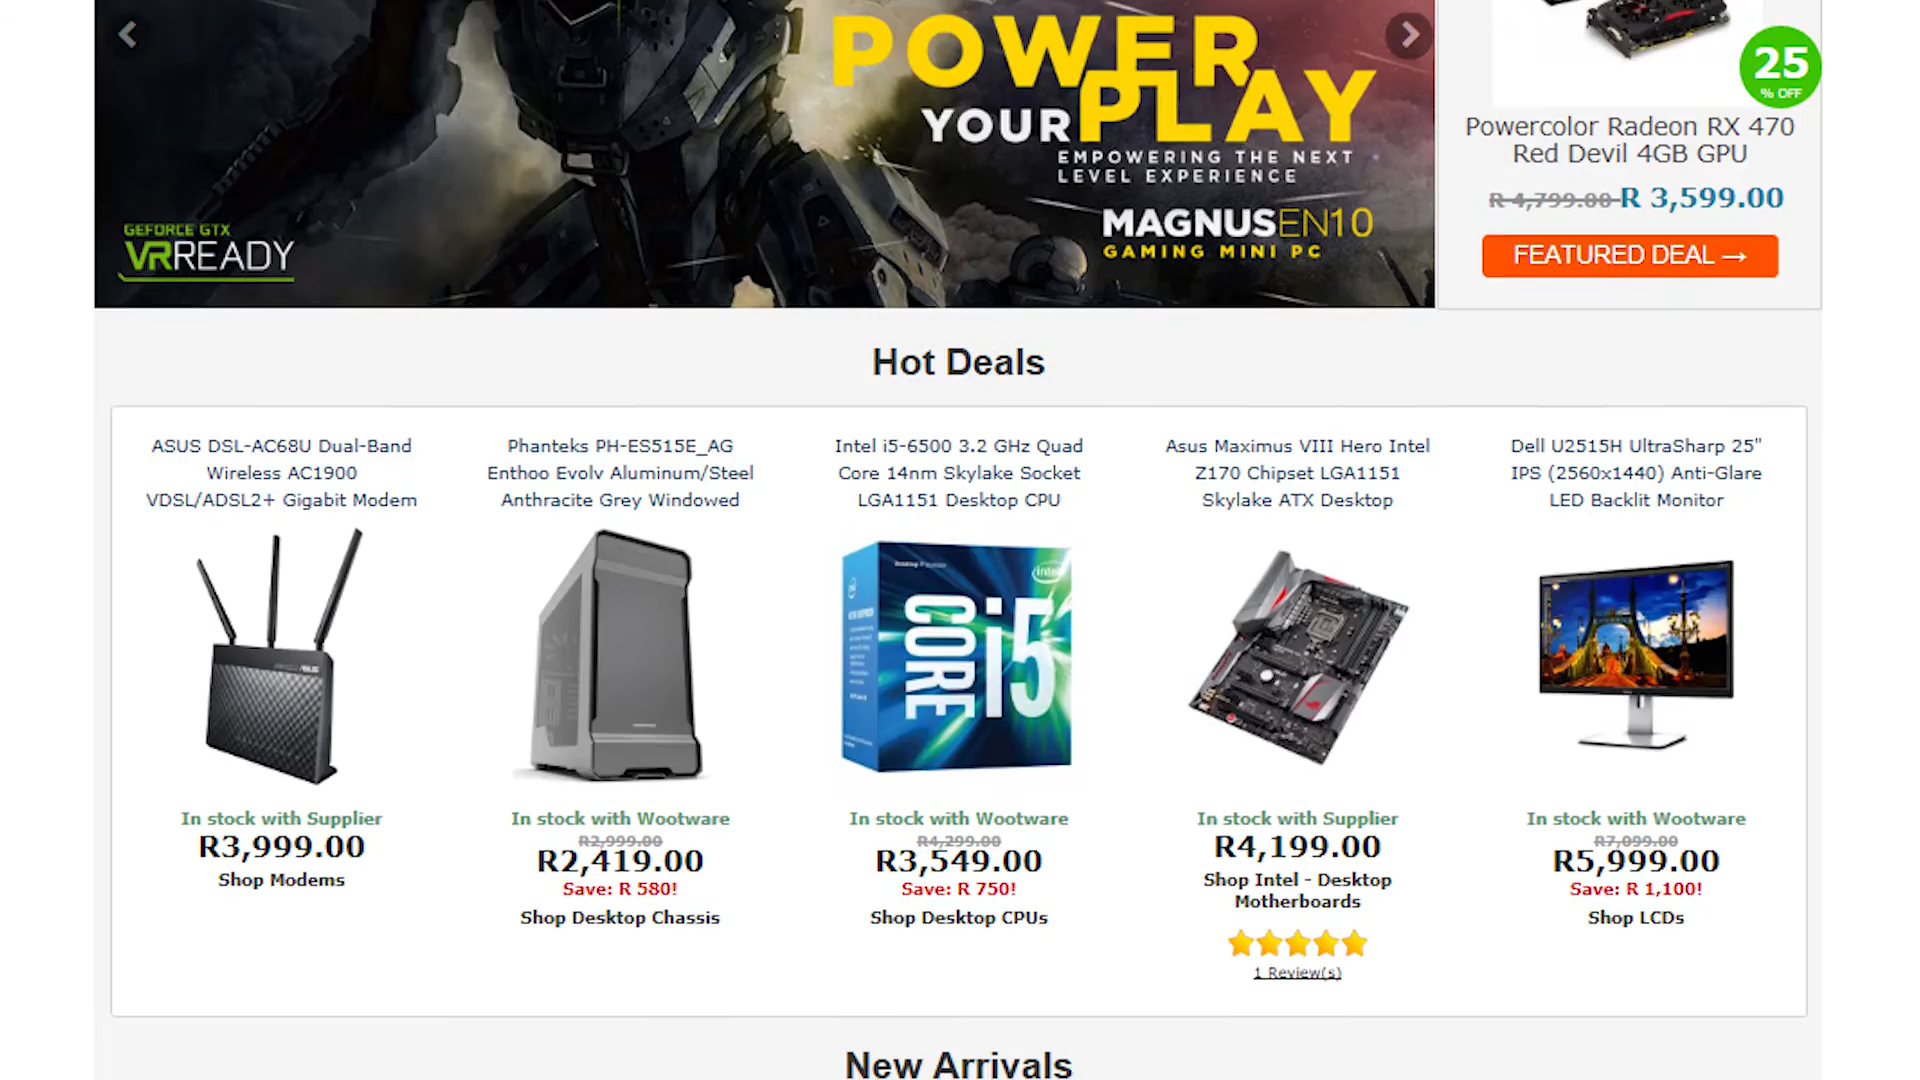 POWER
YOUR PLAY
EMPOWERING THE NEXT
LEVEL EXPERIENCE
MAGNUS EN10
GAMING MINI PC
GEFORCE GTX
VR READY
25
% OFF
Powercolor Radeon RX 470
Red Devil 4GB GPU
R 4,799.00 R 3,599.00
FEATURED DEAL →
Hot Deals
ASUS DSL-AC68U Dual-Band
Wireless AC1900
VDSL/ADSL2+ Gigabit Modem
In stock with Supplier
R3,999.00
Shop Modems
Phanteks PH-ES515E_AG
Enthoo Evolv Aluminum/Steel
Anthracite Grey Windowed
In stock with Wootware
R2,999.00
R2,419.00
Save: R 580!
Shop Desktop Chassis
Intel i5-6500 3.2 GHz Quad
Core 14nm Skylake Socket
LGA1151 Desktop CPU
intel
CORE i5
In stock with Wootware
R4,299.00
R3,549.00
Save: R 750!
Shop Desktop CPUs
Asus Maximus VIII Hero Intel
Z170 Chipset LGA1151
Skylake ATX Desktop
In stock with Supplier
R4,199.00
Shop Intel - Desktop
Motherboards
1 Review(s)
Dell U2515H UltraSharp 25"
IPS (2560x1440) Anti-Glare
LED Backlit Monitor
In stock with Wootware
R7,099.00
R5,999.00
Save: R 1,100!
Shop LCDs
New Arrivals